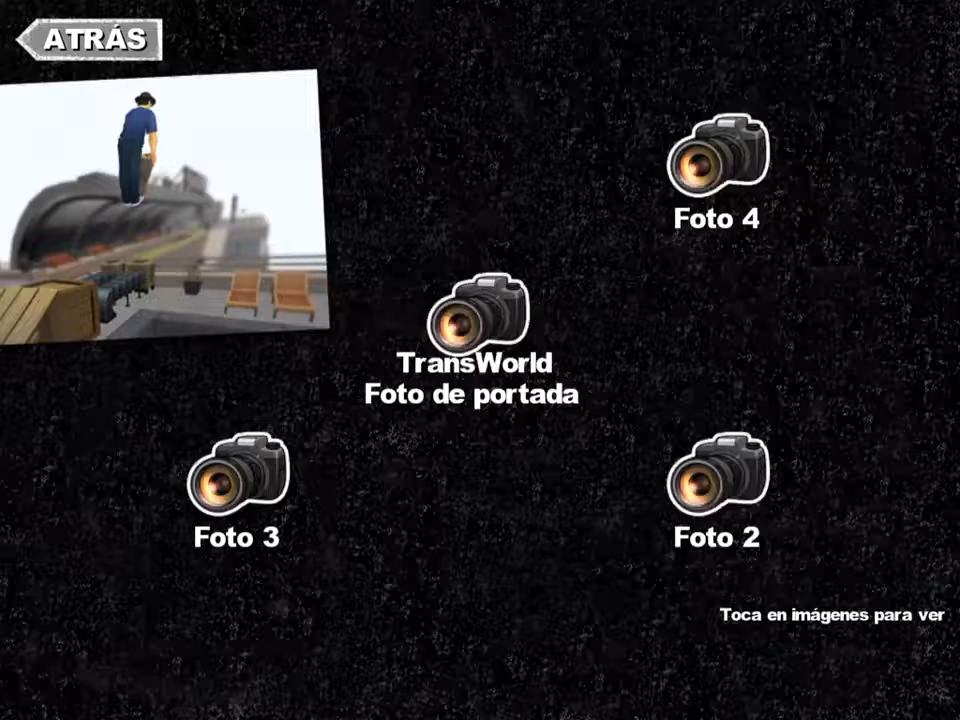 ATRÁS
Foto 4
TransWorld
Foto de portada
Foto 3
Foto 2
Toca en imágenes para ver